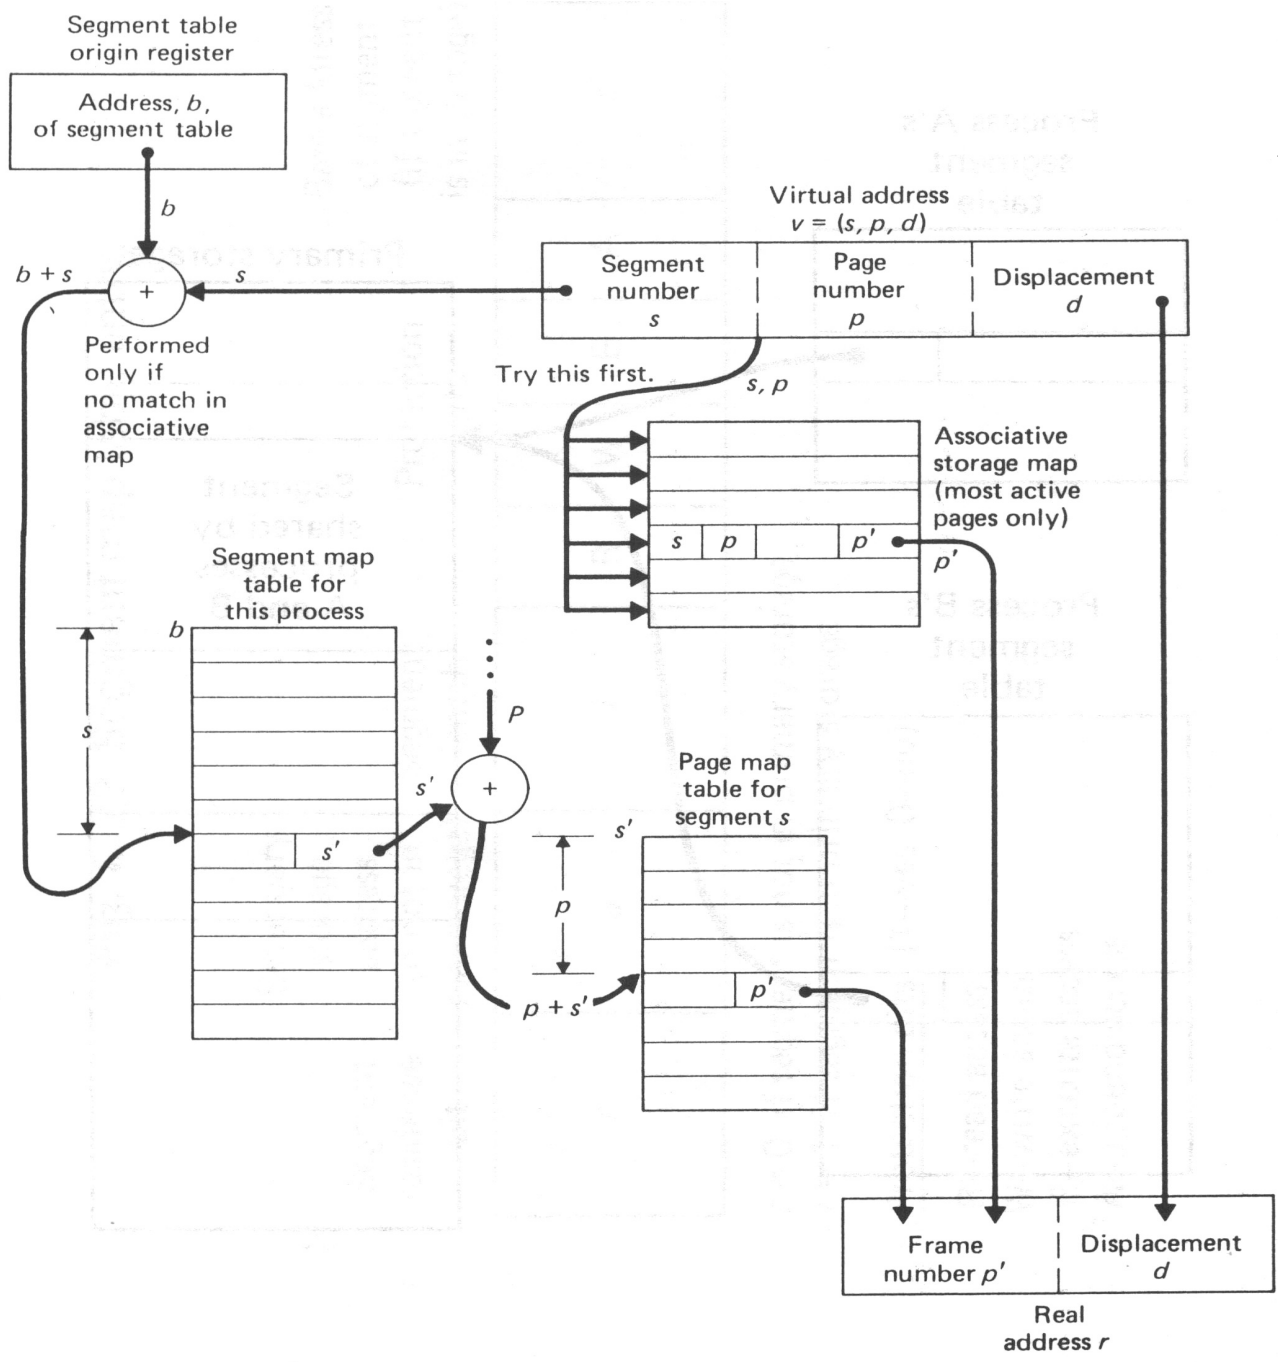 Segment table
origin register
Address, b,
of segment table
b
b + s
+
s
Performed
only if
no match in
associative
map
Virtual address
v = (s, p, d)
Segment
number
s
Page
number
p
Displacement
d
Try this first.
s, p
Associative
storage map
(most active
pages only)
s
p
p'
p'
Segment map
table for
this process
b
s
s'
s'
P
+
Page map
table for
segment s
s'
p
p + s'
p'
Frame
number p'
Displacement
d
Real
address r